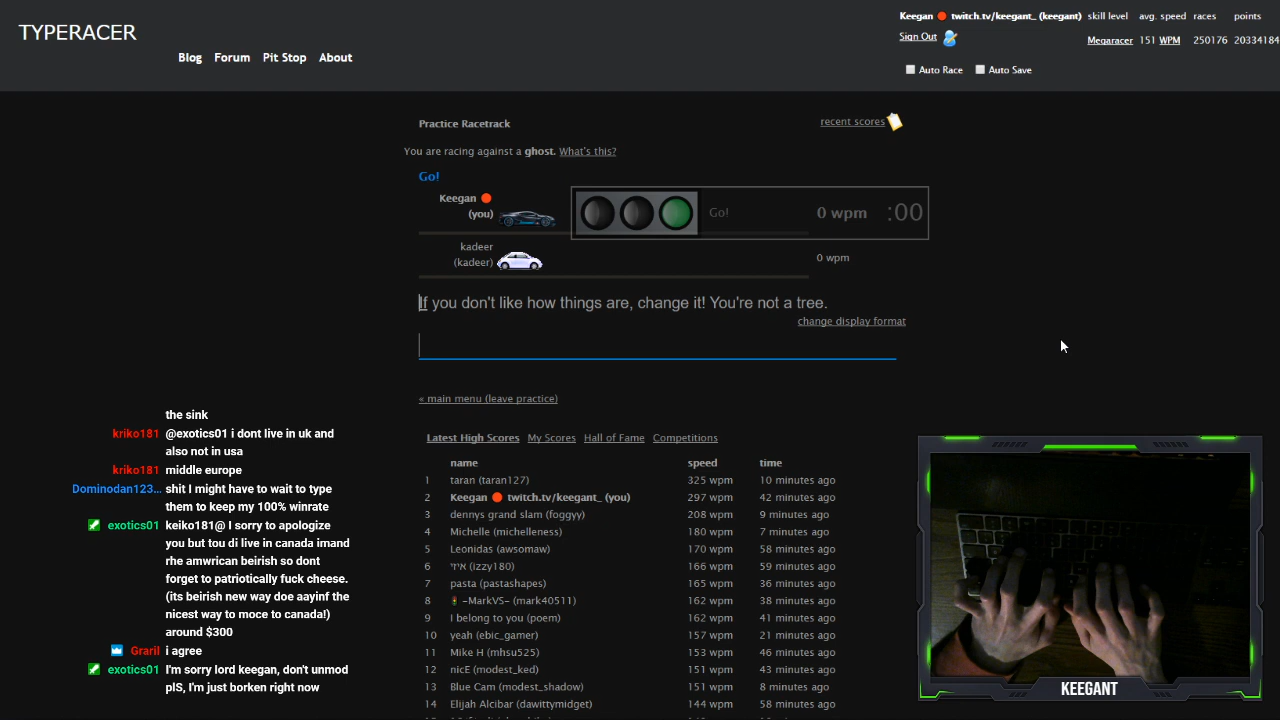 TYPERACER
Blog Forum Pit Stop About
Keegan twitch.tv/keegant_ (keegant) skill level avg. speed races points
Sign Out Megaracer 151 WPM 250176 20334184
Auto Race Auto Save
Practice Racetrack
recent scores
You are racing against a ghost. What's this?
Go!
Keegan
(you)
Go! 0 wpm :00
kadeer
(kadeer)
0 wpm
If you don't like how things are, change it! You're not a tree.
change display format
« main menu (leave practice)
Latest High Scores My Scores Hall of Fame Competitions
name speed time
1 taran (taran127) 325 wpm 10 minutes ago
2 Keegan twitch.tv/keegant_ (you) 297 wpm 42 minutes ago
3 dennys grand slam (foggyy) 208 wpm 9 minutes ago
4 Michelle (michelleness) 180 wpm 7 minutes ago
5 Leonidas (awsomaw) 170 wpm 58 minutes ago
6 איזי (izzy180) 166 wpm 59 minutes ago
7 pasta (pastashapes) 165 wpm 36 minutes ago
8 ~MarkVS~ (mark40511) 162 wpm 38 minutes ago
9 I belong to you (poem) 162 wpm 41 minutes ago
10 yeah (ebic_gamer) 157 wpm 21 minutes ago
11 Mike H (mhsu525) 153 wpm 46 minutes ago
12 nicE (modest_ked) 151 wpm 43 minutes ago
13 Blue Cam (modest_shadow) 151 wpm 8 minutes ago
14 Elijah Alcibar (dawittymidget) 144 wpm 58 minutes ago
the sink
kriko181 @exotics01 i dont live in uk and
also not in usa
kriko181 middle europe
Dominodan123... shit I might have to wait to type
them to keep my 100% winrate
exotics01 keiko181@ I sorry to apologize
you but tou di live in canada imand
rhe amwrican beirish so dont
forget to patriotically fuck cheese.
(its beirish new way doe aayinf the
nicest way to moce to canada!)
around $300
Graril i agree
exotics01 I'm sorry lord keegan, don't unmod
plS, I'm just borken right now
KEEGANT